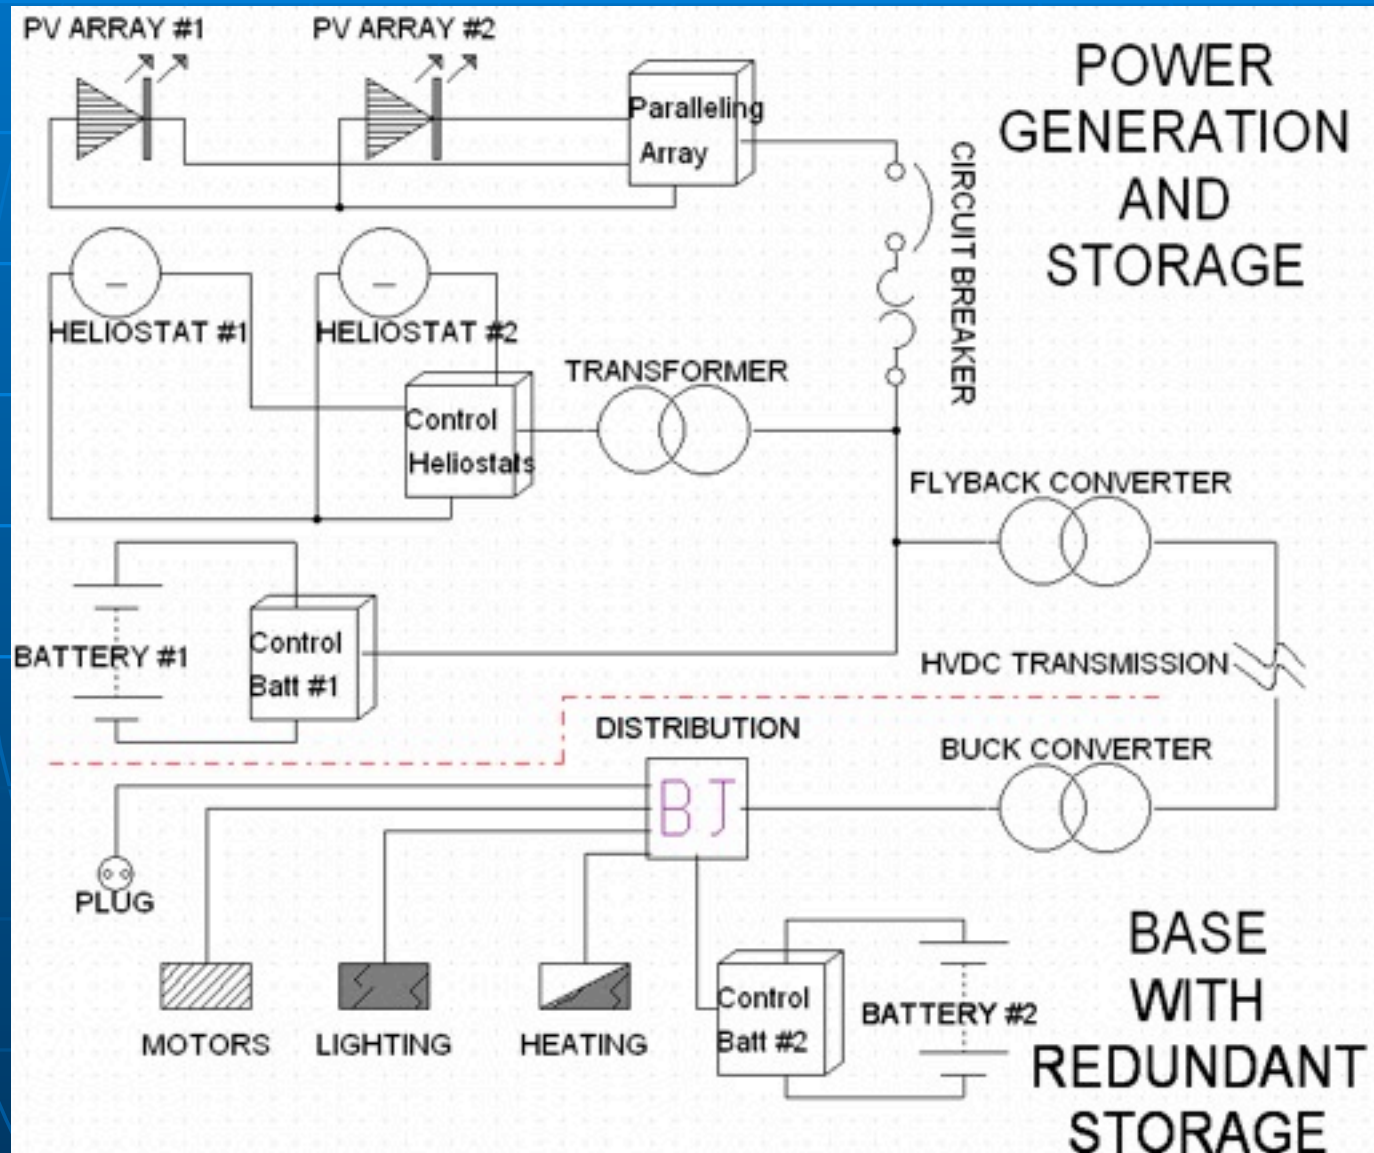 PV ARRAY #1
PV ARRAY #2
POWER
GENERATION
AND
STORAGE
Paralleling
Array
CIRCUIT BREAKER
HELIOSTAT #1
HELIOSTAT #2
TRANSFORMER
Control
Heliostats
FLYBACK CONVERTER
BATTERY #1
Control
Batt #1
HVDC TRANSMISSION
DISTRIBUTION
BUCK CONVERTER
BJ
PLUG
MOTORS
LIGHTING
HEATING
Control
Batt #2
BATTERY #2
BASE
WITH
REDUNDANT
STORAGE